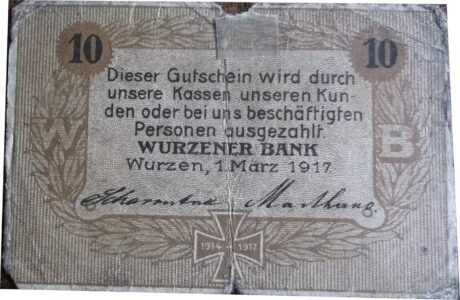 10 10
Dieser Gutschein wird durch
unsere Kassen unseren Kun
den oder bei uns beschäftigten
Personen ausgezahlt.
W B
WURZENER BANK
Wurzen, 1 März 1917
1914 1917